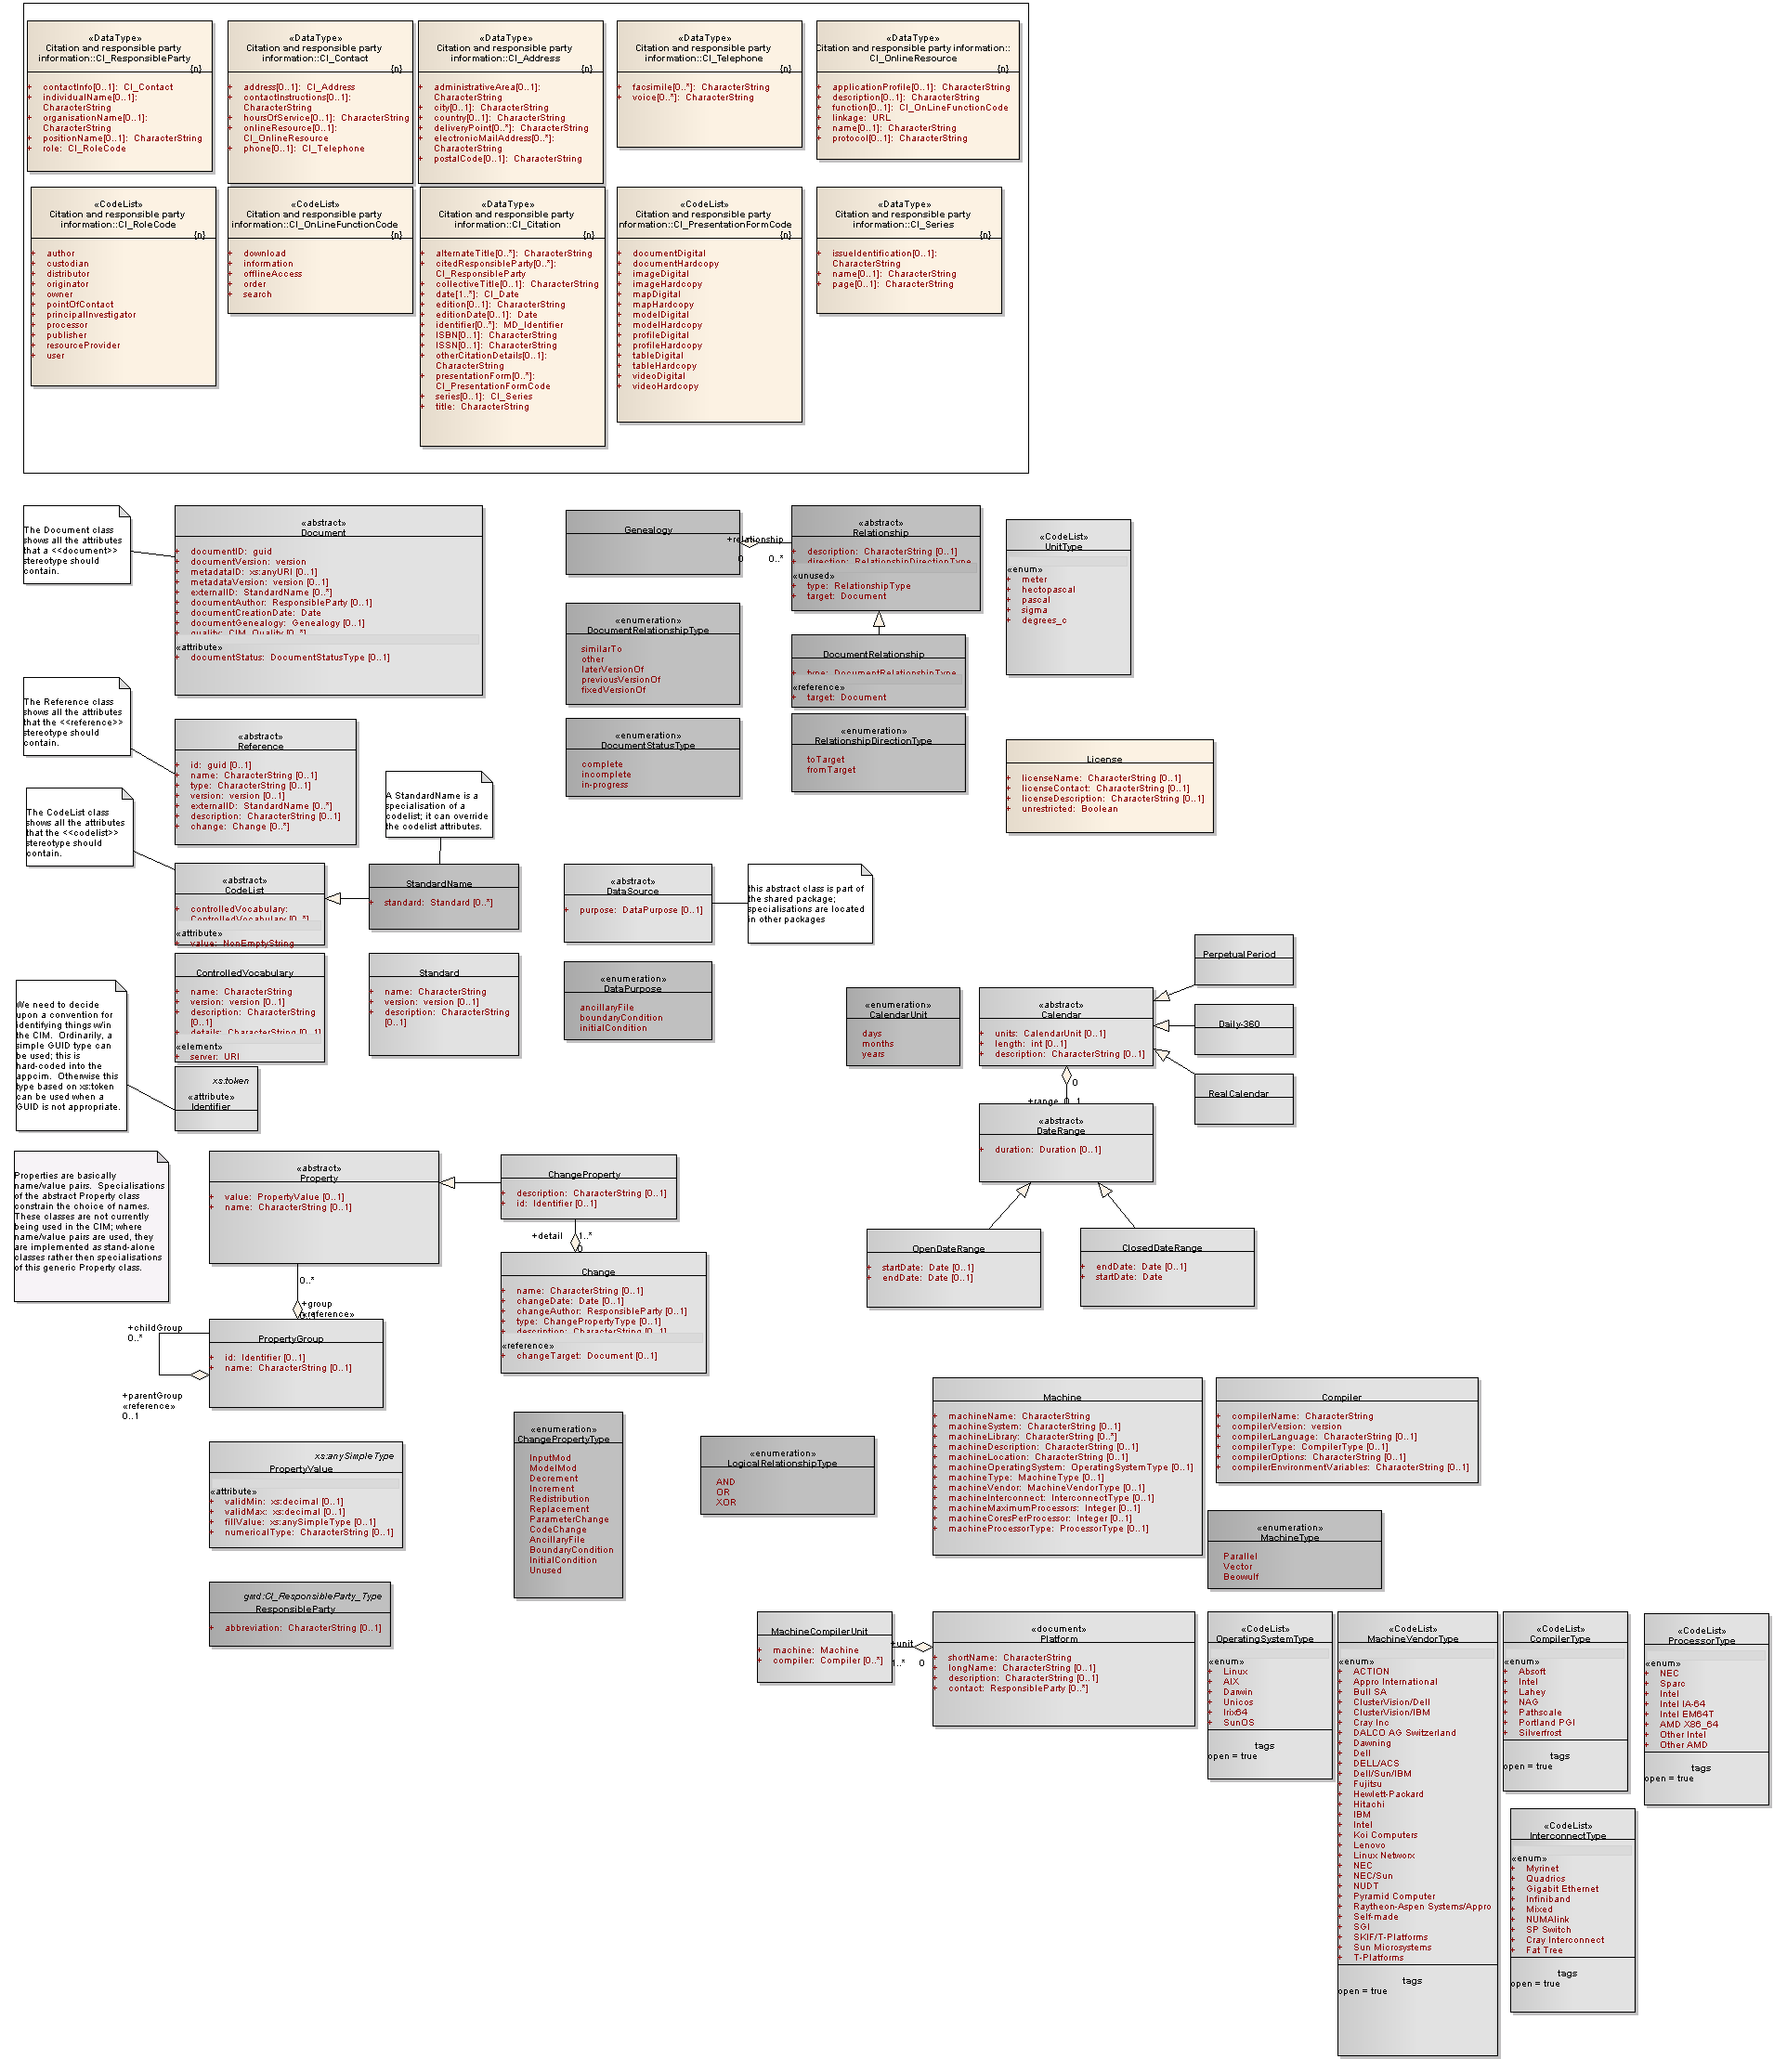 «DataType»
Citation and responsible party
information::CI_ResponsibleParty
{n}
+ contactInfo[0..1]: CI_Contact
+ individualName[0..1]:
CharacterString
+ organisationName[0..1]:
CharacterString
+ positionName[0..1]: CharacterString
+ role: CI_RoleCode
«DataType»
Citation and responsible party
information::CI_Contact
{n}
+ address[0..1]: CI_Address
+ contactInstructions[0..1]:
CharacterString
+ hoursOfService[0..1]: CharacterString
+ onlineResource[0..1]:
CI_OnlineResource
+ phone[0..1]: CI_Telephone
«DataType»
Citation and responsible party
information::CI_Address
{n}
+ administrativeArea[0..1]:
CharacterString
+ city[0..1]: CharacterString
+ country[0..1]: CharacterString
+ deliveryPoint[0..*]: CharacterString
+ electronicMailAddress[0..*]:
CharacterString
+ postalCode[0..1]: CharacterString
«DataType»
Citation and responsible party
information::CI_Telephone
{n}
+ facsimile[0..*]: CharacterString
+ voice[0..*]: CharacterString
«DataType»
Citation and responsible party information::
CI_OnlineResource
{n}
+ applicationProfile[0..1]: CharacterString
+ description[0..1]: CharacterString
+ function[0..1]: CI_OnLineFunctionCode
+ linkage: URL
+ name[0..1]: CharacterString
+ protocol[0..1]: CharacterString
«CodeList»
Citation and responsible party
information::CI_RoleCode
{n}
+ author
+ custodian
+ distributor
+ originator
+ owner
+ pointOfContact
+ principalInvestigator
+ processor
+ publisher
+ resourceProvider
+ user
«CodeList»
Citation and responsible party
information::CI_OnLineFunctionCode
{n}
+ download
+ information
+ offlineAccess
+ order
+ search
«DataType»
Citation and responsible party
information::CI_Citation
{n}
+ alternateTitle[0..*]: CharacterString
+ citedResponsibleParty[0..*]:
CI_ResponsibleParty
+ collectiveTitle[0..1]: CharacterString
+ date[1..*]: CI_Date
+ edition[0..1]: CharacterString
+ editionDate[0..1]: Date
+ identifier[0..*]: MD_Identifier
+ ISBN[0..1]: CharacterString
+ ISSN[0..1]: CharacterString
+ otherCitationDetails[0..1]:
CharacterString
+ presentationForm[0..*]:
CI_PresentationFormCode
+ series[0..1]: CI_Series
+ title: CharacterString
«CodeList»
Citation and responsible party
nformation::CI_PresentationFormCode
{n}
+ documentDigital
+ documentHardcopy
+ imageDigital
+ imageHardcopy
+ mapDigital
+ mapHardcopy
+ modelDigital
+ modelHardcopy
+ profileDigital
+ profileHardcopy
+ tableDigital
+ tableHardcopy
+ videoDigital
+ videoHardcopy
«DataType»
Citation and responsible party
information::CI_Series
{n}
+ issueIdentification[0..1]:
CharacterString
+ name[0..1]: CharacterString
+ page[0..1]: CharacterString
The Document class
shows all the attributes
that a <<document>>
stereotype should
contain.
«abstract»
Document
+ documentID: guid
+ documentVersion: version
+ metadataID: xs:anyURI [0..1]
+ metadataVersion: version [0..1]
+ externalID: StandardName [0..*]
+ documentAuthor: ResponsibleParty [0..1]
+ documentCreationDate: Date
+ documentGenealogy: Genealogy [0..1]
+ quality: CIM_Quality [0..*]
«attribute»
+ documentStatus: DocumentStatusType [0..1]
Genealogy
+relationship
0 0..*
«abstract»
Relationship
+ description: CharacterString [0..1]
+ direction: RelationshipDirectionType
«unused»
+ type: RelationshipType
+ target: Document
«CodeList»
UnitType
«enum»
+ meter
+ hectopascal
+ pascal
+ sigma
+ degrees_c
«enumeration»
DocumentRelationshipType
similarTo
other
laterVersionOf
previousVersionOf
fixedVersionOf
DocumentRelationship
+ type: DocumentRelationshipType
«reference»
+ target: Document
The Reference class
shows all the attributes
that the <<reference>>
stereotype should
contain.
«abstract»
Reference
+ id: guid [0..1]
+ name: CharacterString [0..1]
+ type: CharacterString [0..1]
+ version: version [0..1]
+ externalID: StandardName [0..*]
+ description: CharacterString [0..1]
+ change: Change [0..*]
«enumeration»
DocumentStatusType
complete
incomplete
in-progress
«enumeration»
RelationshipDirectionType
toTarget
fromTarget
License
+ licenseName: CharacterString [0..1]
+ licenseContact: CharacterString [0..1]
+ licenseDescription: CharacterString [0..1]
+ unrestricted: Boolean
The CodeList class
shows all the attributes
that the <<codelist>>
stereotype should
contain.
A StandardName is a
specialisation of a
codelist; it can override
the codelist attributes.
«abstract»
CodeList
+ controlledVocabulary:
ControlledVocabulary [0..*]
«attribute»
+ value: NonEmptyString
StandardName
+ standard: Standard [0..*]
«abstract»
DataSource
+ purpose: DataPurpose [0..1]
this abstract class is part of
the shared package;
specialisations are located
in other packages
ControlledVocabulary
+ name: CharacterString
+ version: version [0..1]
+ description: CharacterString
[0..1]
+ details: CharacterString [0..1]
«element»
+ server: URI
Standard
+ name: CharacterString
+ version: version [0..1]
+ description: CharacterString
[0..1]
«enumeration»
DataPurpose
ancillaryFile
boundaryCondition
initialCondition
We need to decide
upon a convention for
identifying things w/in
the CIM. Ordinarily, a
simple GUID type can
be used; this is
hard-coded into the
appcim. Otherwise this
type based on xs:token
can be used when a
GUID is not appropriate.
xs:token
«attribute»
Identifier
«enumeration»
CalendarUnit
days
months
years
«abstract»
Calendar
+ units: CalendarUnit [0..1]
+ length: int [0..1]
+ description: CharacterString [0..1]
PerpetualPeriod
Daily-360
RealCalendar
0
+range 0..1
«abstract»
DateRange
+ duration: Duration [0..1]
OpenDateRange
+ startDate: Date [0..1]
+ endDate: Date [0..1]
ClosedDateRange
+ endDate: Date [0..1]
+ startDate: Date
Properties are basically
name/value pairs. Specialisations
of the abstract Property class
constrain the choice of names.
These classes are not currently
being used in the CIM; where
name/value pairs are used, they
are implemented as stand-alone
classes rather then specialisations
of this generic Property class.
«abstract»
Property
+ value: PropertyValue [0..1]
+ name: CharacterString [0..1]
ChangeProperty
+ description: CharacterString [0..1]
+ id: Identifier [0..1]
+detail 1..*
0
Change
+ name: CharacterString [0..1]
+ changeDate: Date [0..1]
+ changeAuthor: ResponsibleParty [0..1]
+ type: ChangePropertyType [0..1]
+ description: CharacterString [0..1]
«reference»
+ changeTarget: Document [0..1]
0..*
+group
«reference»
0..1
+childGroup
0..*
PropertyGroup
+ id: Identifier [0..1]
+ name: CharacterString [0..1]
+parentGroup
«reference»
0..1
xs:anySimpleType
PropertyValue
«attribute»
+ validMin: xs:decimal [0..1]
+ validMax: xs:decimal [0..1]
+ fillValue: xs:anySimpleType [0..1]
+ numericalType: CharacterString [0..1]
gmd:CI_ResponsibleParty_Type
ResponsibleParty
+ abbreviation: CharacterString [0..1]
«enumeration»
ChangePropertyType
InputMod
ModelMod
Decrement
Increment
Redistribution
Replacement
ParameterChange
CodeChange
AncillaryFile
BoundaryCondition
InitialCondition
Unused
«enumeration»
LogicalRelationshipType
AND
OR
XOR
Machine
+ machineName: CharacterString
+ machineSystem: CharacterString [0..1]
+ machineLibrary: CharacterString [0..*]
+ machineDescription: CharacterString [0..1]
+ machineLocation: CharacterString [0..1]
+ machineOperatingSystem: OperatingSystemType [0..1]
+ machineType: MachineType [0..1]
+ machineVendor: MachineVendorType [0..1]
+ machineInterconnect: InterconnectType [0..1]
+ machineMaximumProcessors: Integer [0..1]
+ machineCoresPerProcessor: Integer [0..1]
+ machineProcessorType: ProcessorType [0..1]
Compiler
+ compilerName: CharacterString
+ compilerVersion: version
+ compilerLanguage: CharacterString [0..1]
+ compilerType: CompilerType [0..1]
+ compilerOptions: CharacterString [0..1]
+ compilerEnvironmentVariables: CharacterString [0..1]
«enumeration»
MachineType
Parallel
Vector
Beowulf
MachineCompilerUnit
+ machine: Machine
+ compiler: Compiler [0..*]
+unit
1..* 0
«document»
Platform
+ shortName: CharacterString
+ longName: CharacterString [0..1]
+ description: CharacterString [0..1]
+ contact: ResponsibleParty [0..*]
«CodeList»
OperatingSystemType
«enum»
+ Linux
+ AIX
+ Darwin
+ Unicos
+ Irix64
+ SunOS
tags
open = true
«CodeList»
MachineVendorType
«enum»
+ ACTION
+ Appro International
+ Bull SA
+ ClusterVision/Dell
+ ClusterVision/IBM
+ Cray Inc
+ DALCO AG Switzerland
+ Dawning
+ Dell
+ DELL/ACS
+ Dell/Sun/IBM
+ Fujitsu
+ Hewlett-Packard
+ Hitachi
+ IBM
+ Intel
+ Koi Computers
+ Lenovo
+ Linux Networx
+ NEC
+ NEC/Sun
+ NUDT
+ Pyramid Computer
+ Raytheon-Aspen Systems/Appro
+ Self-made
+ SGI
+ SKIF/T-Platforms
+ Sun Microsystems
+ T-Platforms
tags
open = true
«CodeList»
CompilerType
«enum»
+ Absoft
+ Intel
+ Lahey
+ NAG
+ Pathscale
+ Portland PGI
+ Silverfrost
tags
open = true
«CodeList»
ProcessorType
«enum»
+ NEC
+ Sparc
+ Intel
+ Intel IA-64
+ Intel EM64T
+ AMD X86_64
+ Other Intel
+ Other AMD
tags
open = true
«CodeList»
InterconnectType
«enum»
+ Myrinet
+ Quadrics
+ Gigabit Ethernet
+ Infiniband
+ Mixed
+ NUMAlink
+ SP Switch
+ Cray Interconnect
+ Fat Tree
tags
open = true